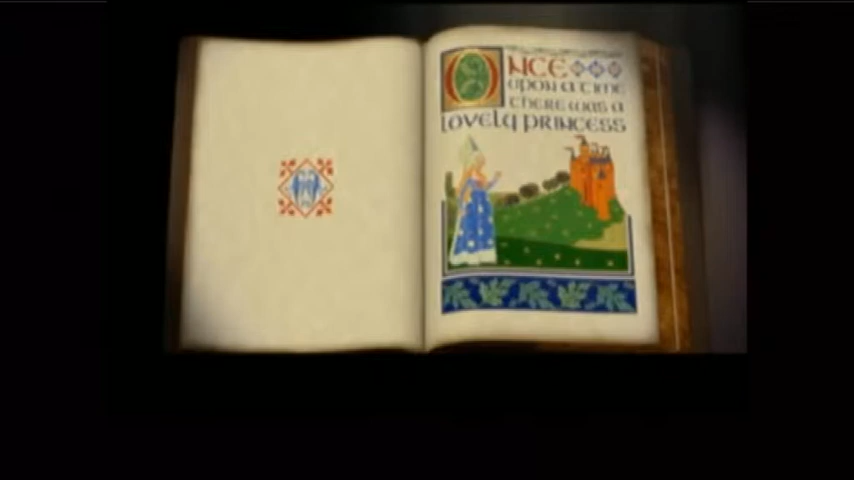 ONCE
UPON A TIME
THERE WAS A
LOVELY PRINCESS